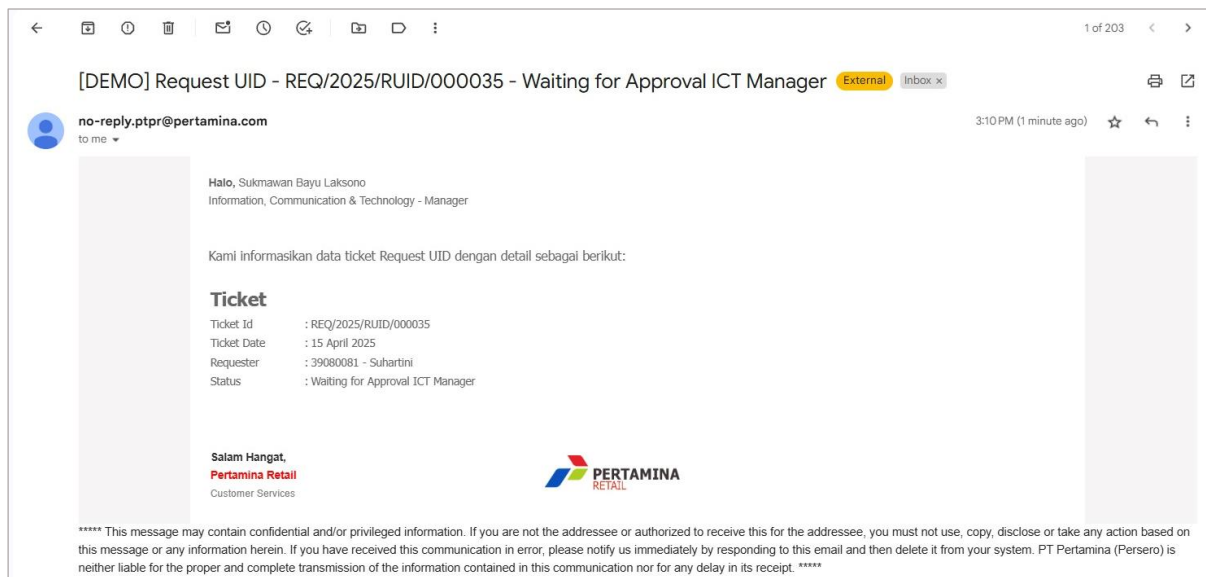 1 of 203
[DEMO] Request UID - REQ/2025/RUID/000035 - Waiting for Approval ICT Manager External Inbox ×
no-reply.ptpr@pertamina.com 3:10 PM (1 minute ago)
to me
Halo, Sukmawan Bayu Laksono
Information, Communication & Technology - Manager
Kami informasikan data ticket Request UID dengan detail sebagai berikut:
Ticket
Ticket Id : REQ/2025/RUID/000035
Ticket Date : 15 April 2025
Requester : 39080081 - Suhartini
Status : Waiting for Approval ICT Manager
Salam Hangat,
Pertamina Retail
Customer Services
PERTAMINA
RETAIL
***** This message may contain confidential and/or privileged information. If you are not the addressee or authorized to receive this for the addressee, you must not use, copy, disclose or take any action based on
this message or any information herein. If you have received this communication in error, please notify us immediately by responding to this email and then delete it from your system. PT Pertamina (Persero) is
neither liable for the proper and complete transmission of the information contained in this communication nor for any delay in its receipt. *****